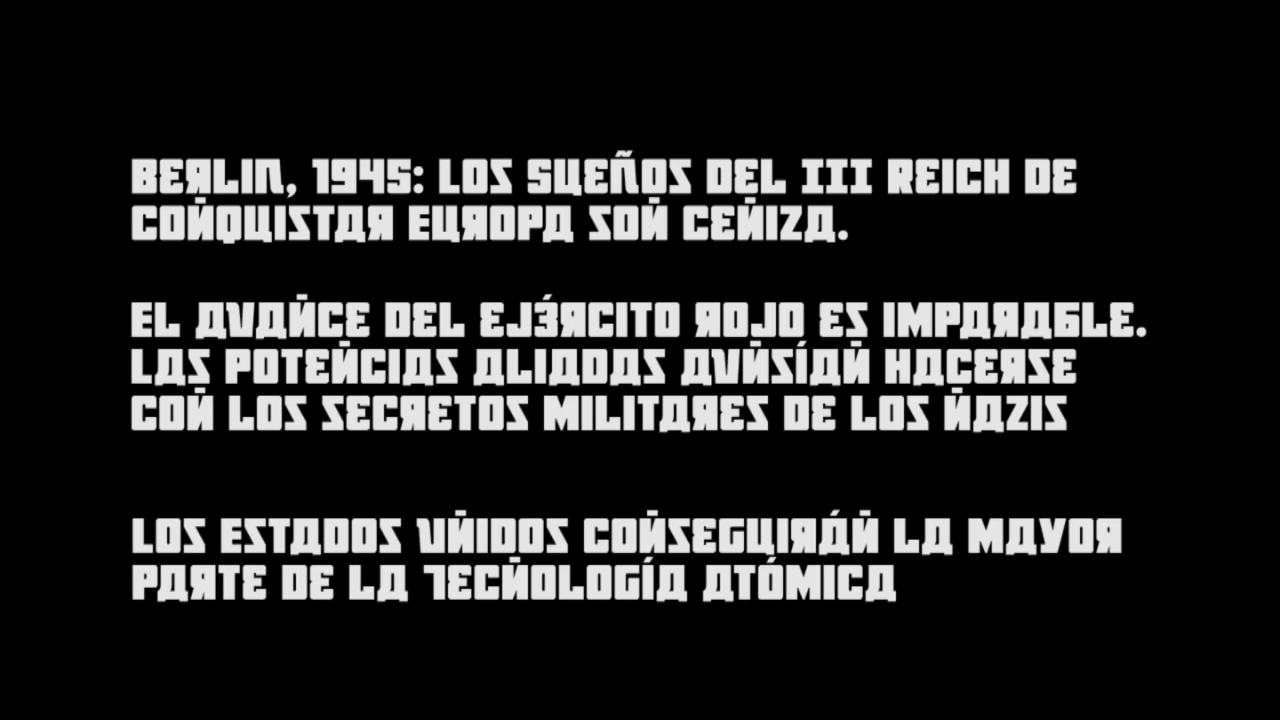 BERLIN, 1945: LOS SUEÑOS DEL III REICH DE
CONQUISTAR EUROPA SON CENIZA.
EL AVANCE DEL EJÉRCITO ROJO ES IMPARABLE.
LAS POTENCIAS ALIADAS AVNSÍAN HACERSE
CON LOS SECRETOS MILITARES DE LOS NAZIS
LOS ESTADOS UNIDOS CONSEGUIRÁN LA MAYOR
PARTE DE LA TECNOLOGÍA ATÓMICA